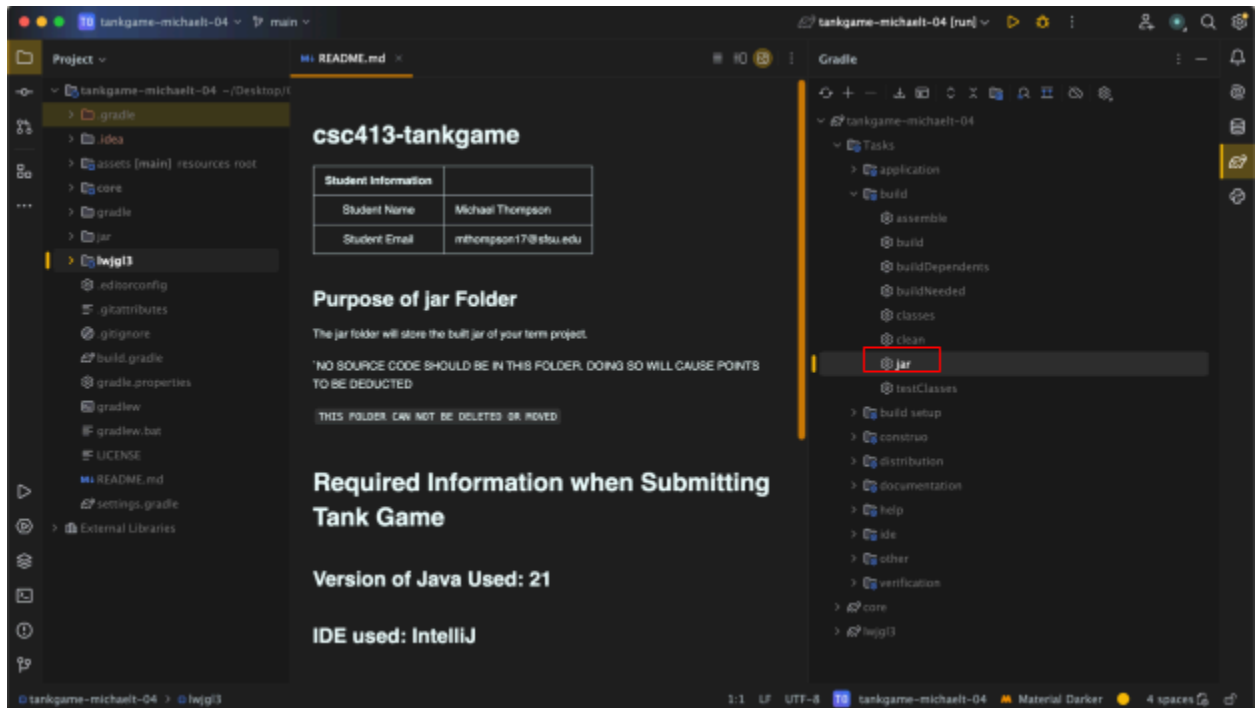 T0 tankgame-michaelt-04 main
tankgame-michaelt-04 [run]
Project
.gradle
.idea
assets [main] resources root
core
gradle
jar
lwjgl3
.editorconfig
.gitattributes
.gitignore
build.gradle
gradle.properties
gradlew
gradlew.bat
LICENSE
README.md
settings.gradle
External Libraries
README.md
csc413-tankgame
Student Information
Student Name Michael Thompson
Student Email mthompson17@sfsu.edu
Purpose of jar Folder
The jar folder will store the built jar of your term project.
`NO SOURCE CODE SHOULD BE IN THIS FOLDER. DOING SO WILL CAUSE POINTS
TO BE DEDUCTED
THIS FOLDER CAN NOT BE DELETED OR MOVED
Required Information when Submitting
Tank Game
Version of Java Used: 21
IDE used: IntelliJ
Gradle
tankgame-michaelt-04
Tasks
application
build
assemble
build
buildDependents
buildNeeded
classes
clean
jar
testClasses
build setup
construo
distribution
documentation
help
ide
other
verification
core
lwjgl3
tankgame-michaelt-04 > lwjgl3
1:1 LF UTF-8 T0 tankgame-michaelt-04 Material Darker 4 spaces